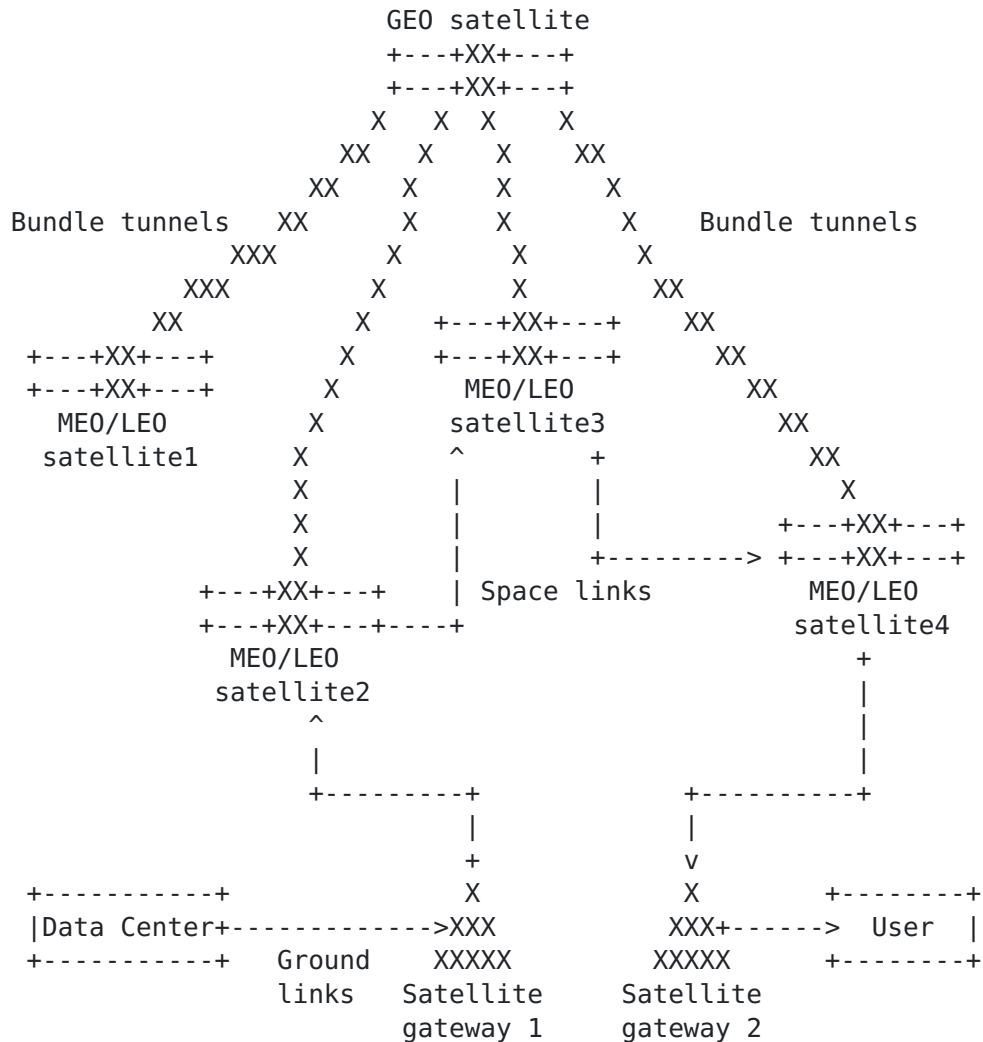 GEO satellite
Bundle tunnels
Bundle tunnels
MEO/LEO
satellite1
MEO/LEO
satellite3
Space links
MEO/LEO
satellite4
MEO/LEO
satellite2
Data Center
User
Ground
links
Satellite
gateway 1
Satellite
gateway 2